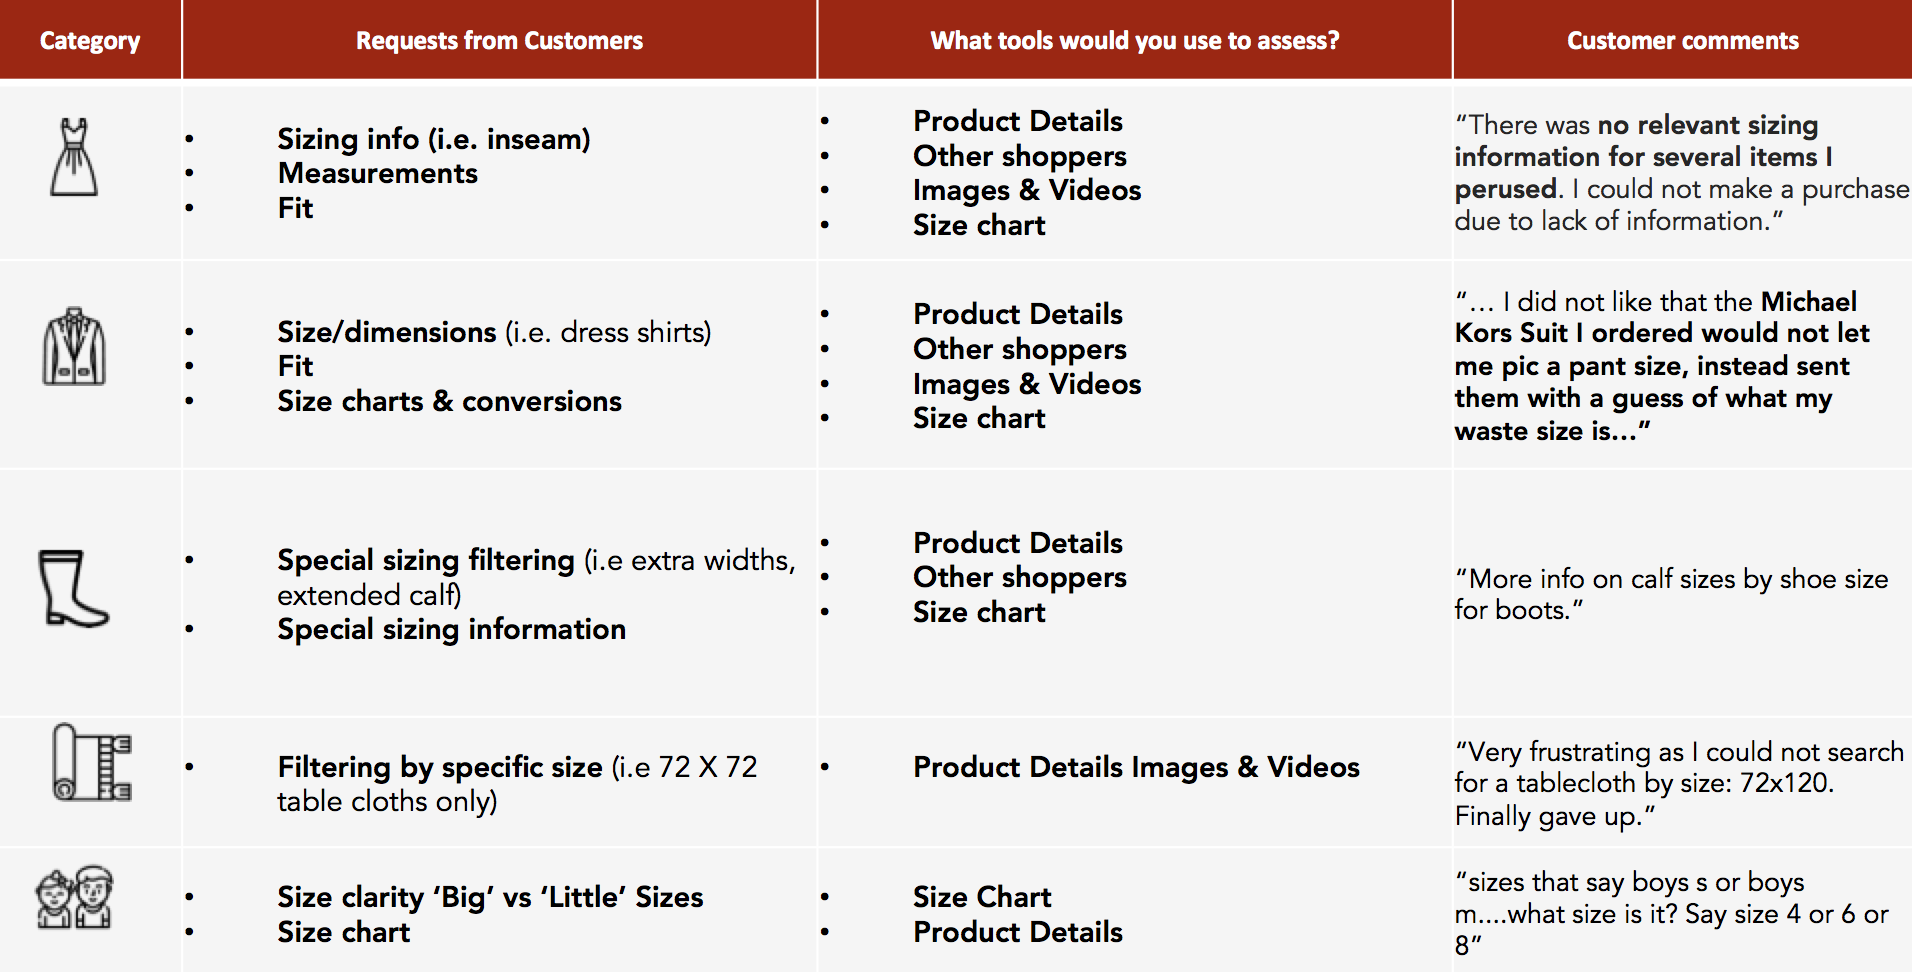 Category
Requests from Customers
What tools would you use to assess?
Customer comments
• Sizing info (i.e. inseam)
• Measurements
• Fit
• Product Details
• Other shoppers
• Images & Videos
• Size chart
“There was no relevant sizing
information for several items I
perused. I could not make a purchase
due to lack of information.”
• Size/dimensions (i.e. dress shirts)
• Fit
• Size charts & conversions
• Product Details
• Other shoppers
• Images & Videos
• Size chart
“… I did not like that the Michael
Kors Suit I ordered would not let
me pic a pant size, instead sent
them with a guess of what my
waste size is…”
• Special sizing filtering (i.e extra widths,
extended calf)
• Special sizing information
• Product Details
• Other shoppers
• Size chart
“More info on calf sizes by shoe size
for boots.”
• Filtering by specific size (i.e 72 X 72
table cloths only)
• Product Details Images & Videos
“Very frustrating as I could not search
for a tablecloth by size: 72x120.
Finally gave up.”
• Size clarity ‘Big’ vs ‘Little’ Sizes
• Size chart
• Size Chart
• Product Details
“sizes that say boys s or boys
m....what size is it? Say size 4 or 6 or
8”